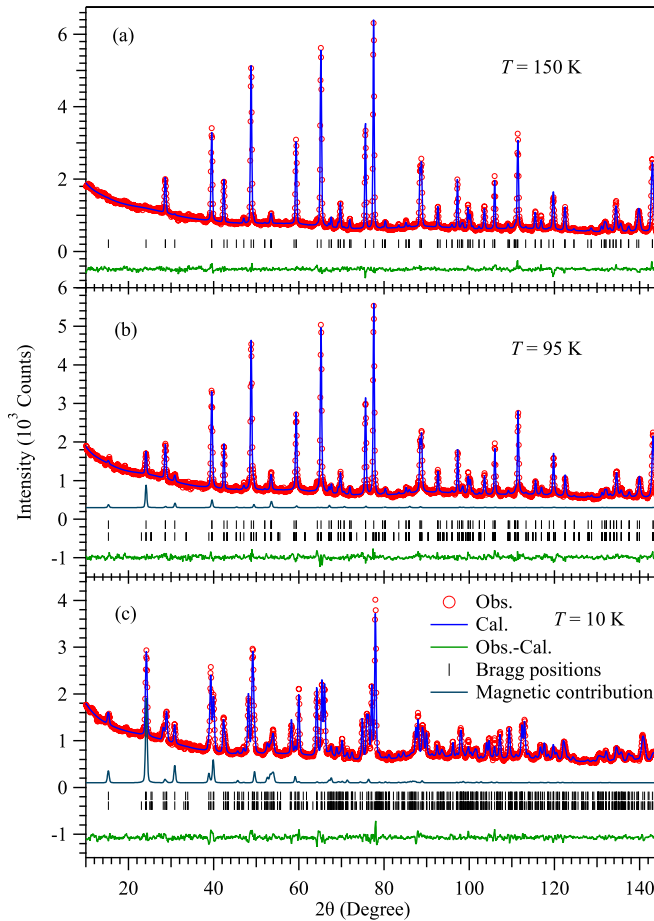 (a)
T = 150 K
6
4
2
0
(b)
T = 95 K
6
5
4
3
2
1
0
-1
Intensity (10³ Counts)
(c)
T = 10 K
Obs.
Cal.
Obs.-Cal.
Bragg positions
Magnetic contribution
4
3
2
1
0
-1
20 40 60 80 100 120 140
2θ (Degree)